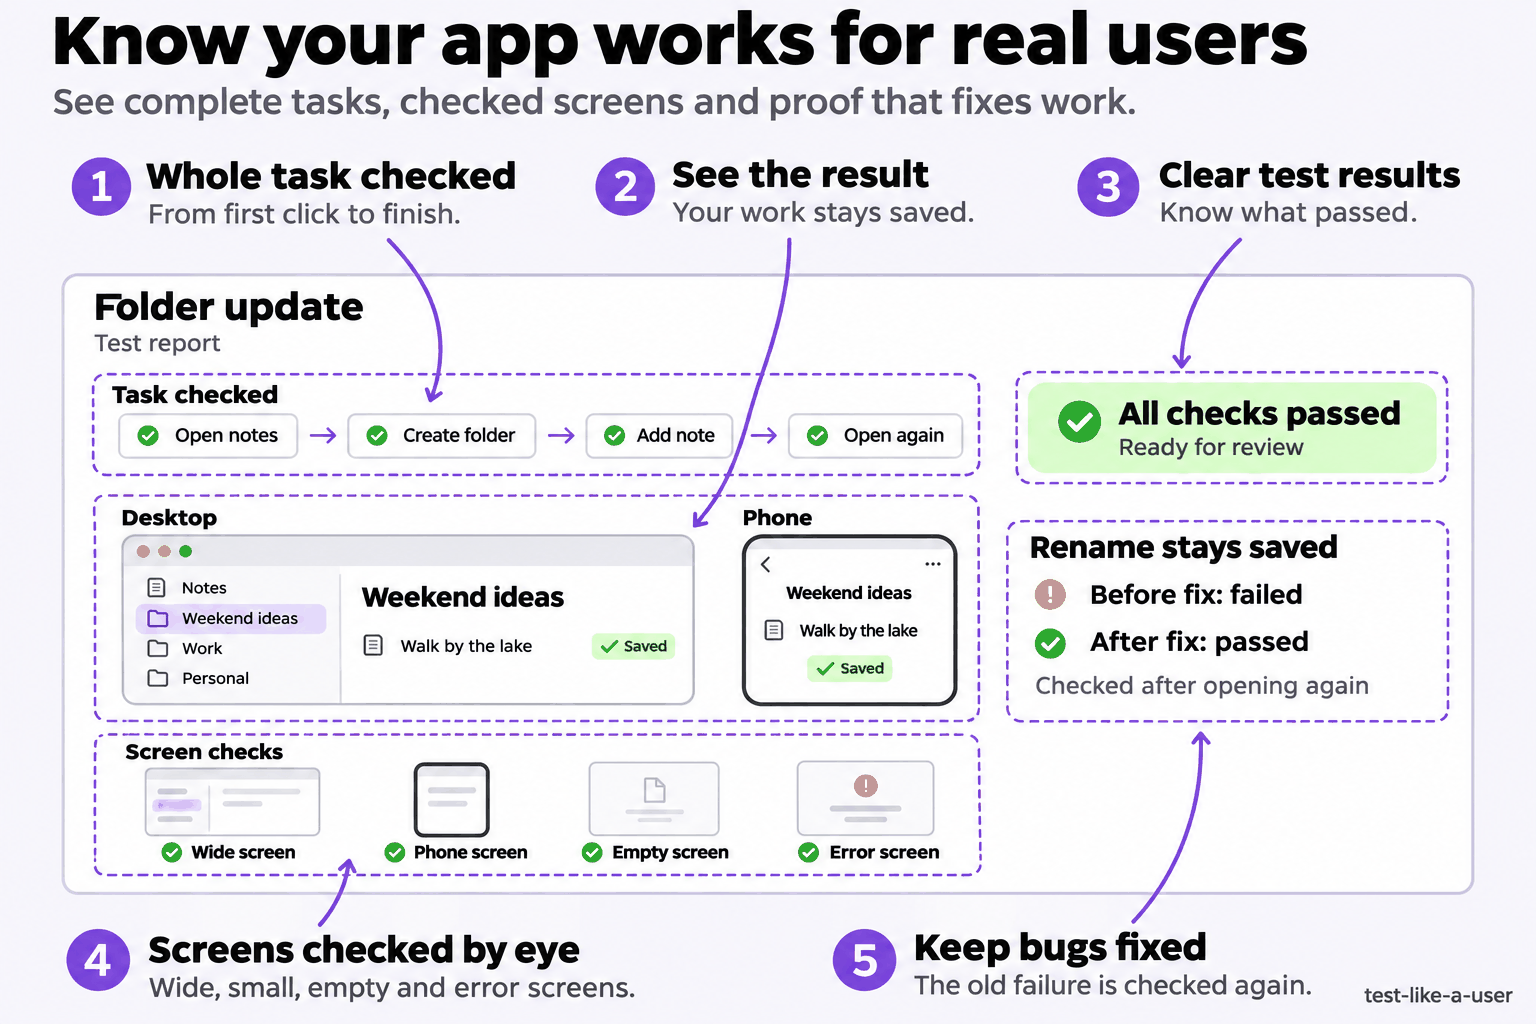 Know your app works for real users
See complete tasks, checked screens and proof that fixes work.
1
Whole task checked
From first click to finish.
2
See the result
Your work stays saved.
3
Clear test results
Know what passed.
Folder update
Test report
Task checked
Open notes
Create folder
Add note
Open again
All checks passed
Ready for review
Desktop
Notes
Weekend ideas
Work
Personal
Weekend ideas
Walk by the lake
Saved
Phone
Weekend ideas
Walk by the lake
Saved
Rename stays saved
Before fix: failed
After fix: passed
Checked after opening again
Screen checks
Wide screen
Phone screen
Empty screen
Error screen
4
Screens checked by eye
Wide, small, empty and error screens.
5
Keep bugs fixed
The old failure is checked again.
test-like-a-user